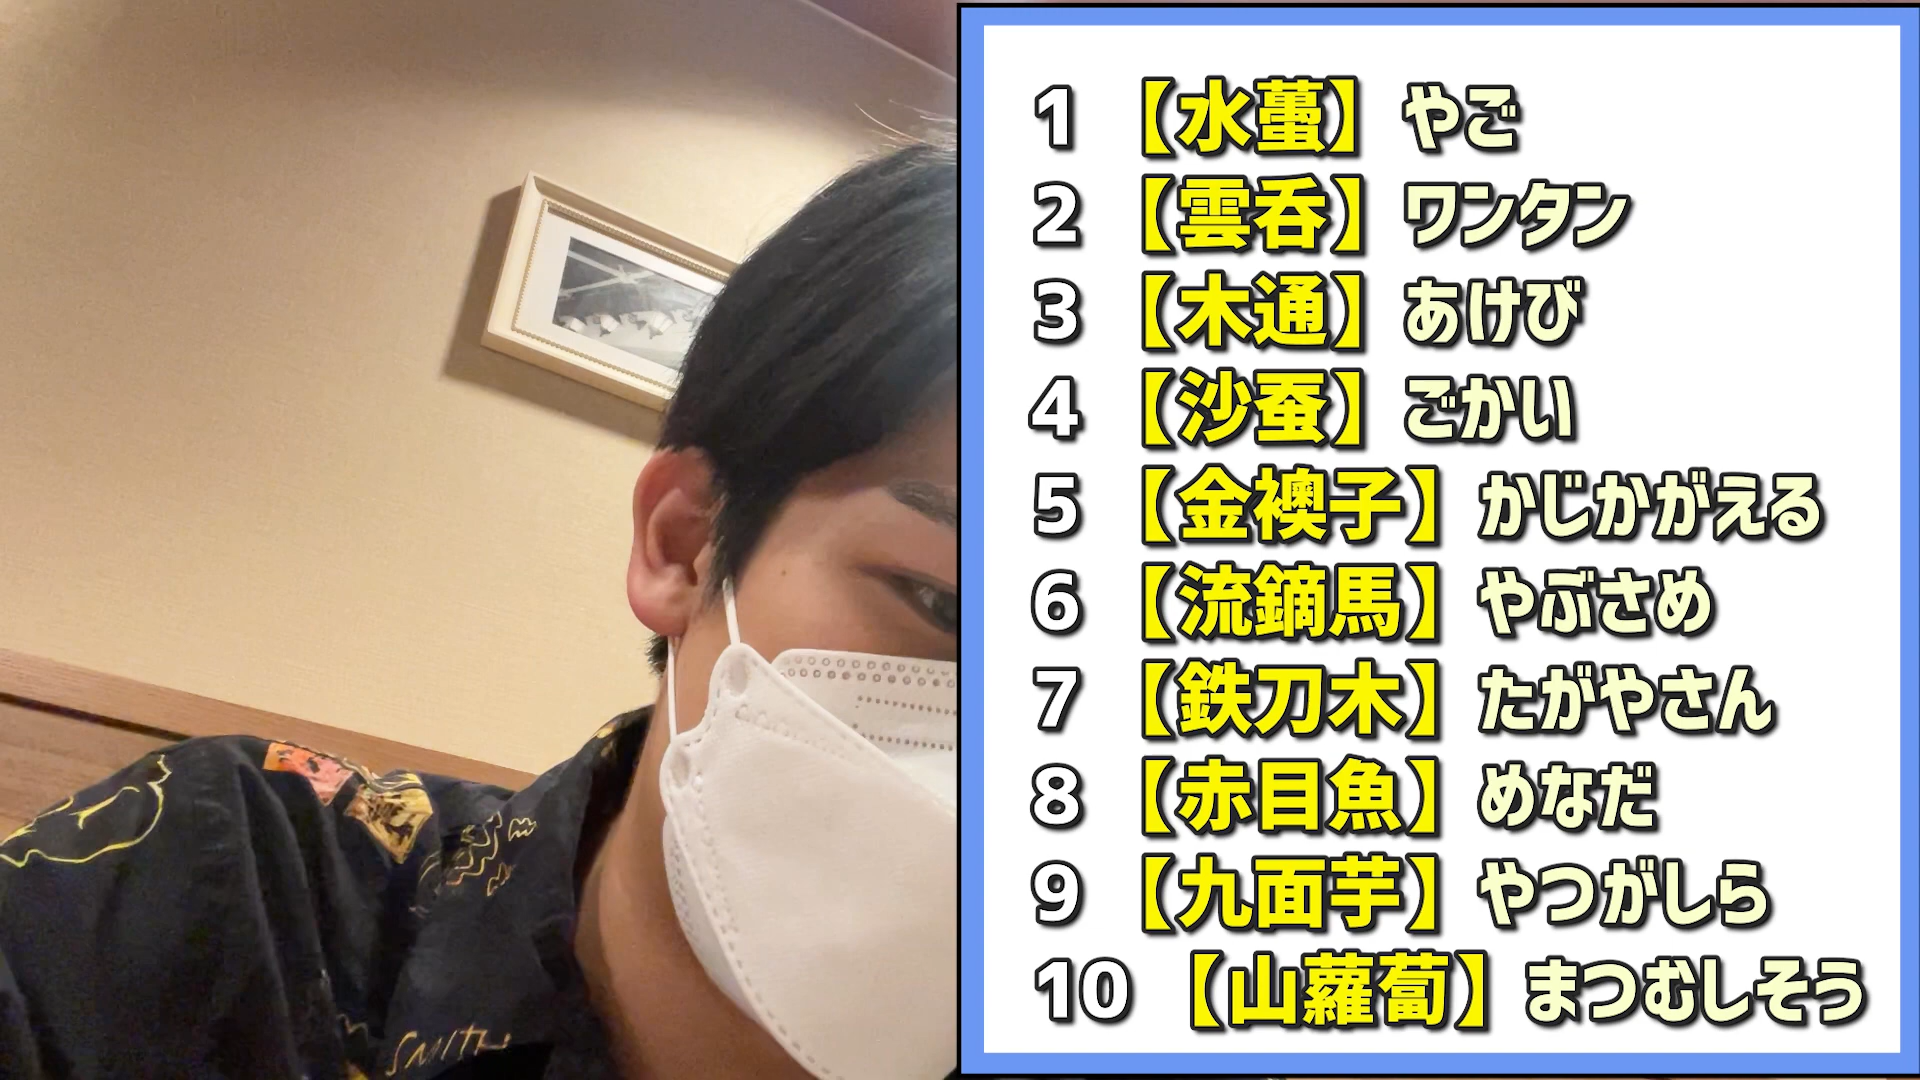 1 【水蠆】 やご
2 【雲呑】 ワンタン
3 【木通】 あけび
4 【沙蚕】 ごかい
5 【金襖子】 かじかがえる
6 【流鏑馬】 やぶさめ
7 【鉄刀木】 たがやさん
8 【赤目魚】 めなだ
9 【九面芋】 やつがしら
10 【山蘿蔔】 まつむしそう
SMITH